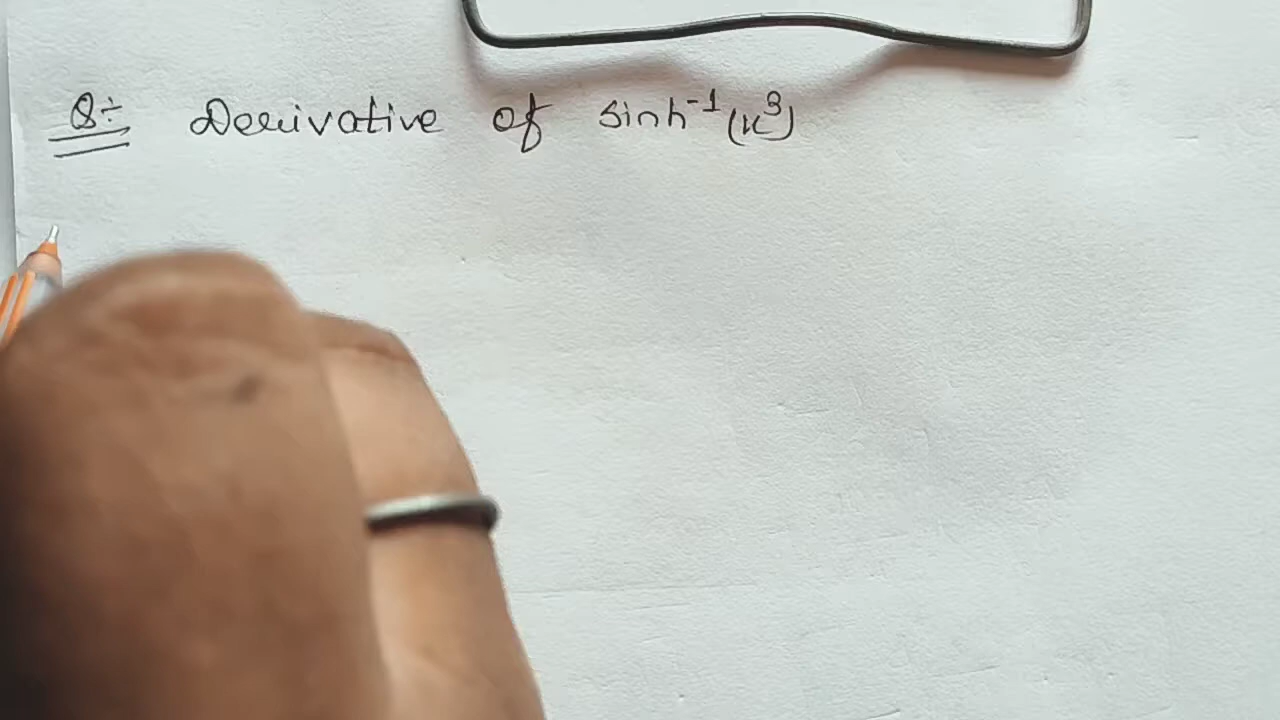 Q÷ Derivative of sinh⁻¹(x³)